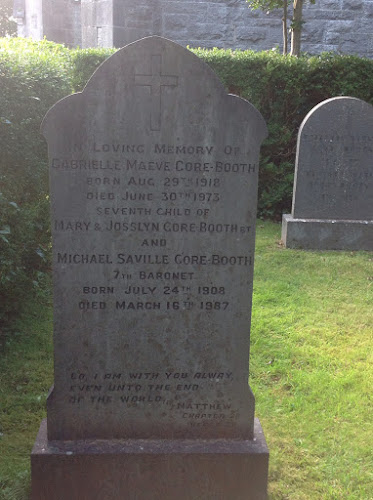 IN LOVING MEMORY OF
GABRIELLE MAEVE GORE-BOOTH
BORN AUG. 29TH 1918
DIED JUNE 30TH 1973
SEVENTH CHILD OF
MARY & JOSSLYN GORE BOOTH BT
AND
MICHAEL SAVILLE GORE-BOOTH
7TH BARONET
BORN JULY 24TH 1908
DIED MARCH 16TH 1987
LO, I AM WITH YOU ALWAY,
EVEN UNTO THE END
OF THE WORLD.
MATTHEW
CHAPTER